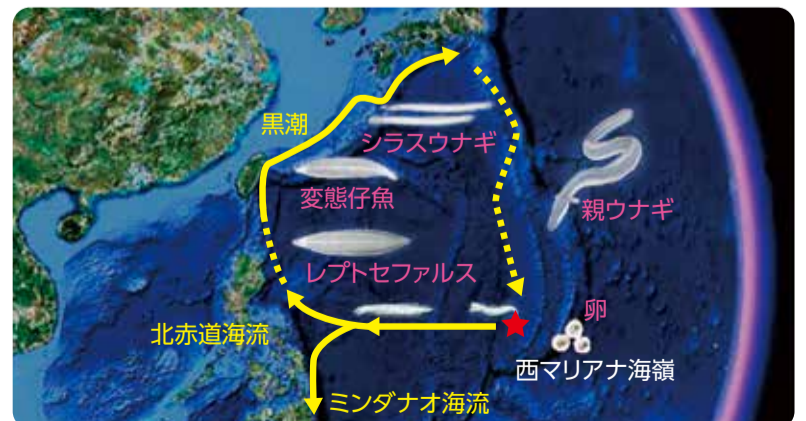 黒潮
シラスウナギ
変態仔魚
親ウナギ
レプトセファルス
卵
北赤道海流
西マリアナ海嶺
ミンダナオ海流